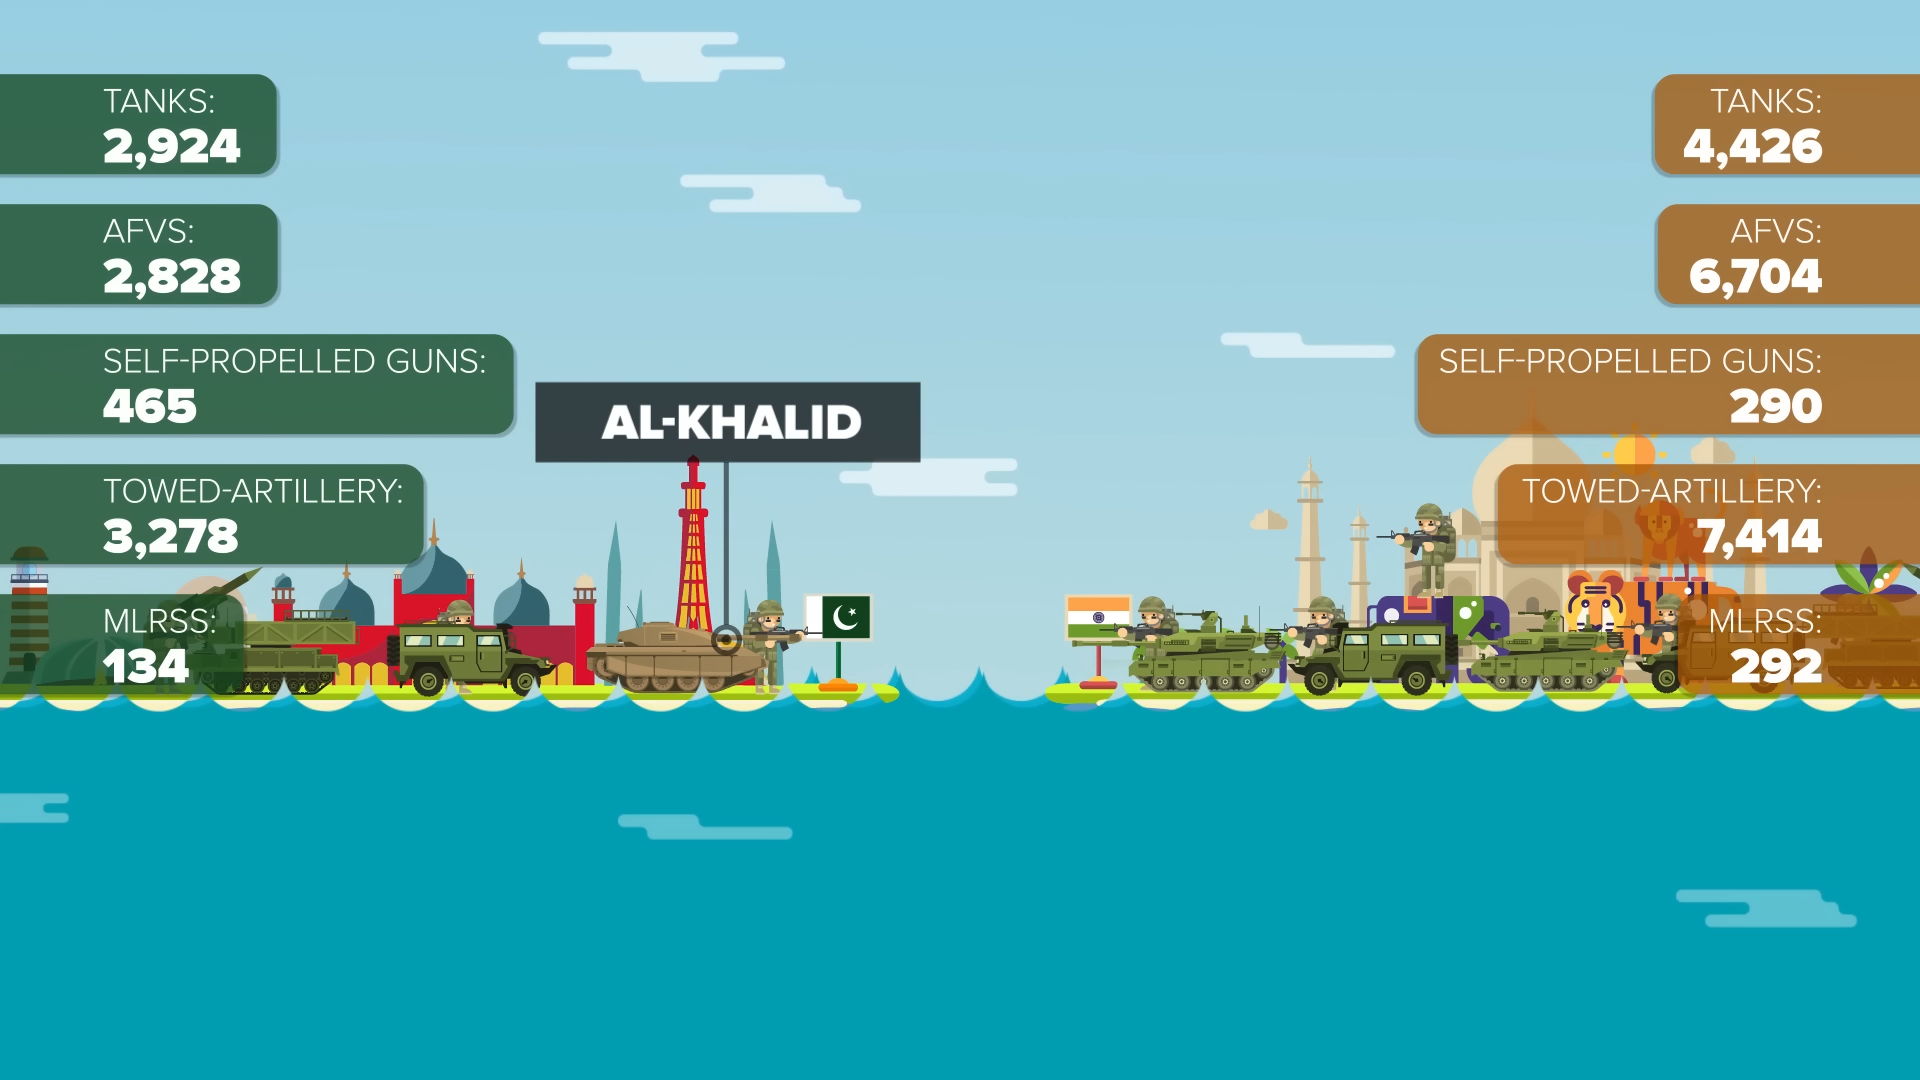 TANKS:
2,924
AFVS:
2,828
SELF-PROPELLED GUNS:
465
TOWED-ARTILLERY:
3,278
MLRSS:
134
AL-KHALID
TANKS:
4,426
AFVS:
6,704
SELF-PROPELLED GUNS:
290
TOWED-ARTILLERY:
7,414
MLRSS:
292